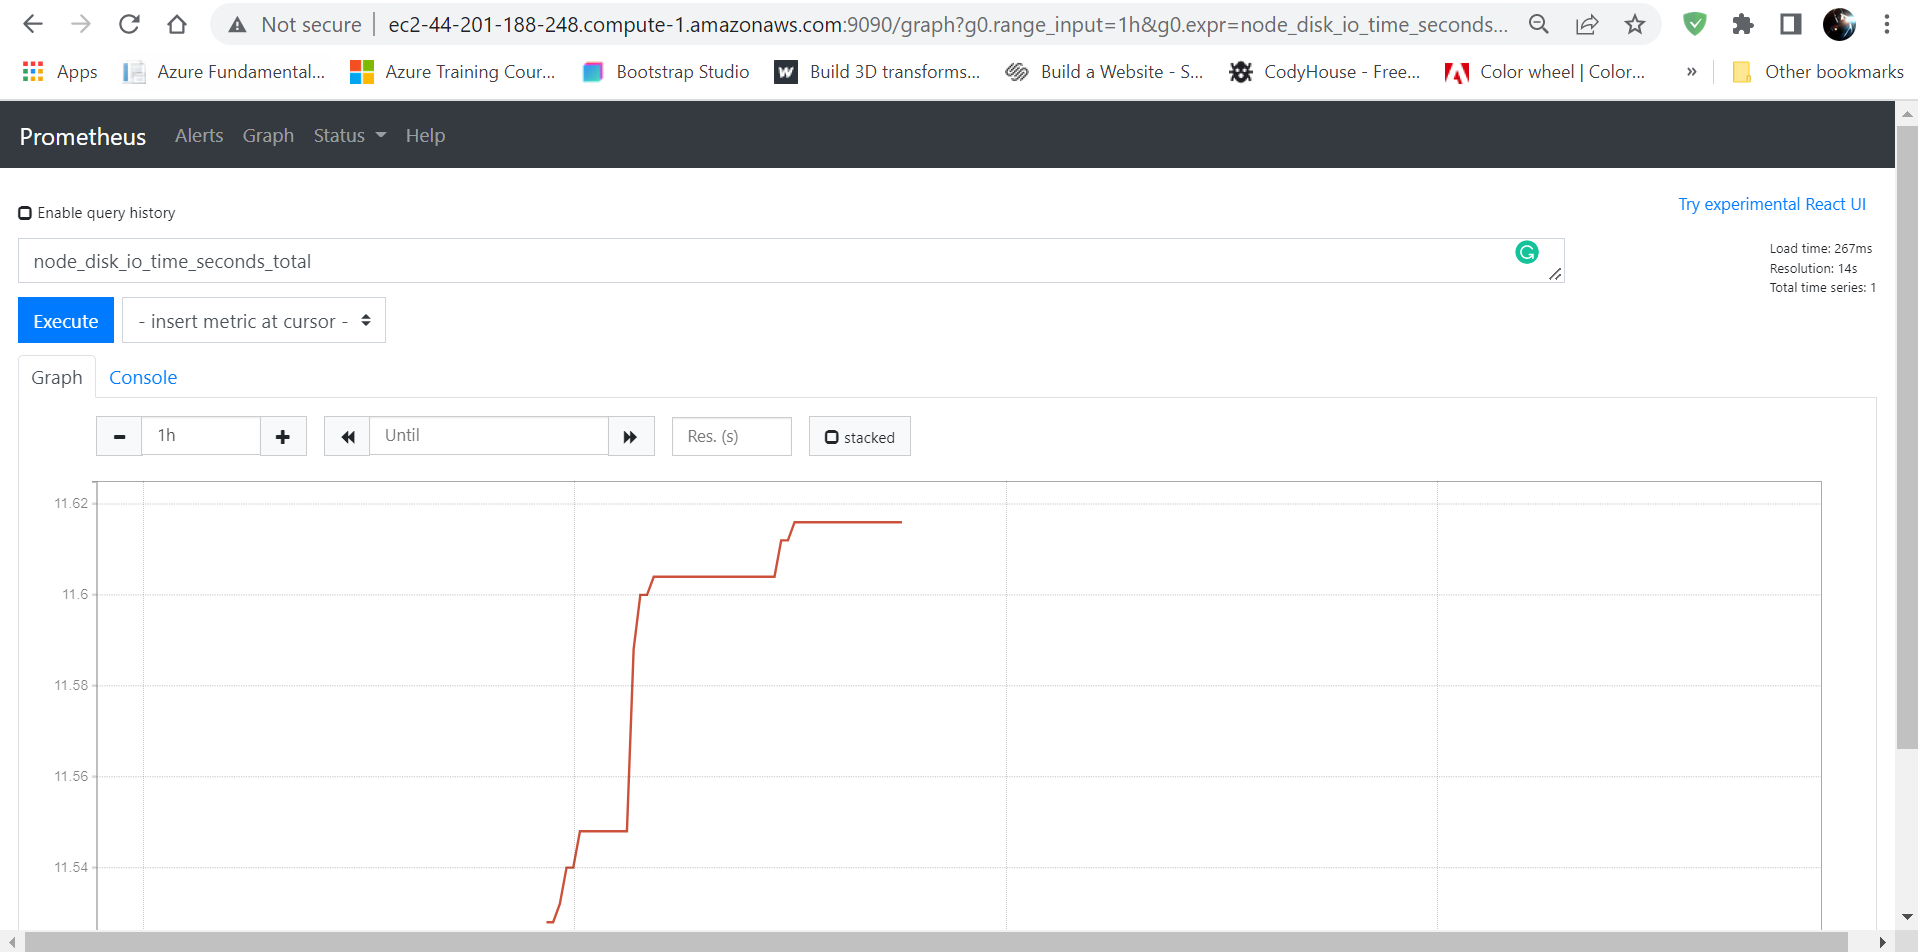 Not secure ec2-44-201-188-248.compute-1.amazonaws.com:9090/graph?g0.range_input=1h&g0.expr=node_disk_io_time_seconds...
Apps Azure Fundamental... Azure Training Cour... Bootstrap Studio Build 3D transforms... Build a Website - S... CodyHouse - Free... Color wheel | Color... » Other bookmarks
Prometheus Alerts Graph Status Help
Enable query history
Try experimental React UI
node_disk_io_time_seconds_total
Load time: 267ms
Resolution: 14s
Total time series: 1
Execute - insert metric at cursor -
Graph Console
1h Until Res. (s) stacked
11.62
11.6
11.58
11.56
11.54